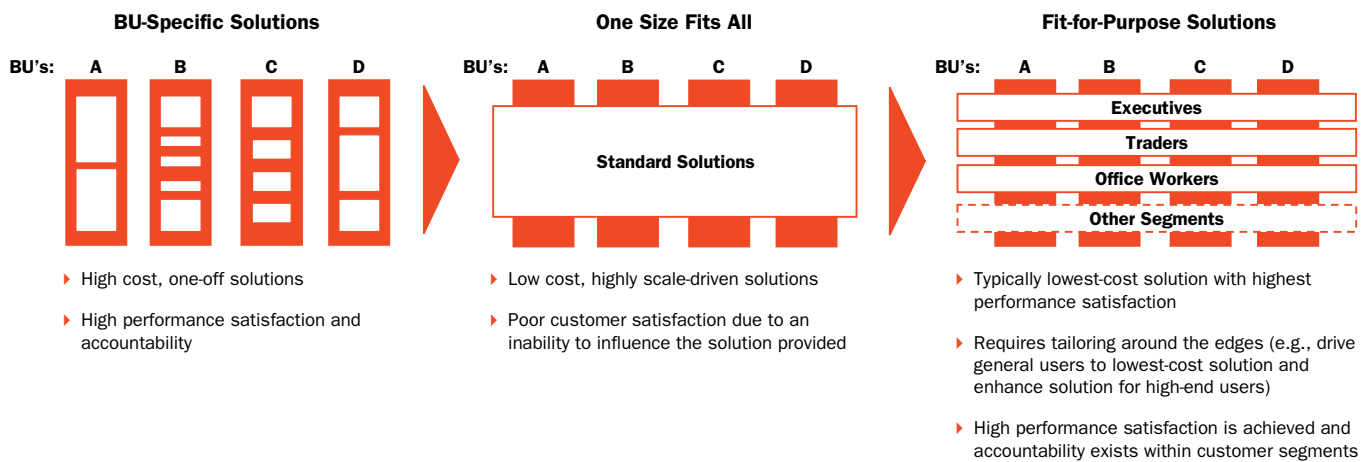 BU-Specific Solutions
BU's: A B C D
▸ High cost, one-off solutions
▸ High performance satisfaction and
accountability
One Size Fits All
BU's: A B C D
Standard Solutions
▸ Low cost, highly scale-driven solutions
▸ Poor customer satisfaction due to an
inability to influence the solution provided
Fit-for-Purpose Solutions
BU's: A B C D
Executives
Traders
Office Workers
Other Segments
▸ Typically lowest-cost solution with highest
performance satisfaction
▸ Requires tailoring around the edges (e.g., drive
general users to lowest-cost solution and
enhance solution for high-end users)
▸ High performance satisfaction is achieved and
accountability exists within customer segments